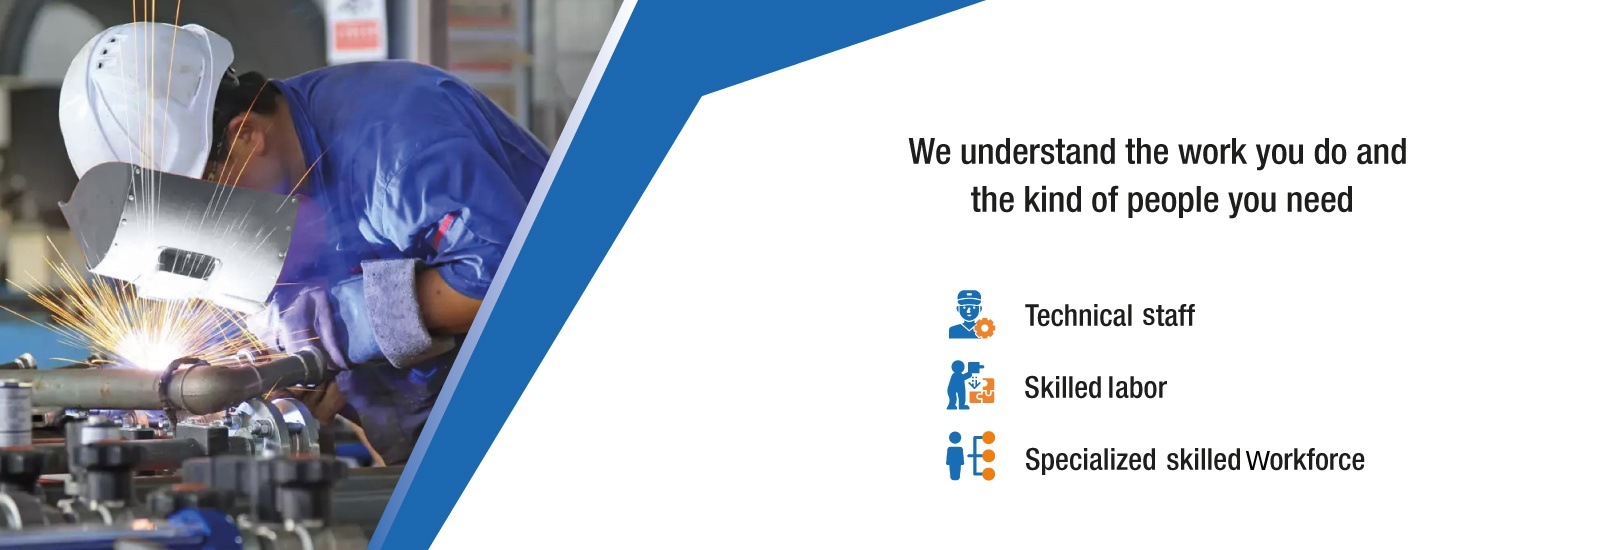 We understand the work you do and
the kind of people you need
Technical staff
Skilled labor
Specialized skilled Workforce